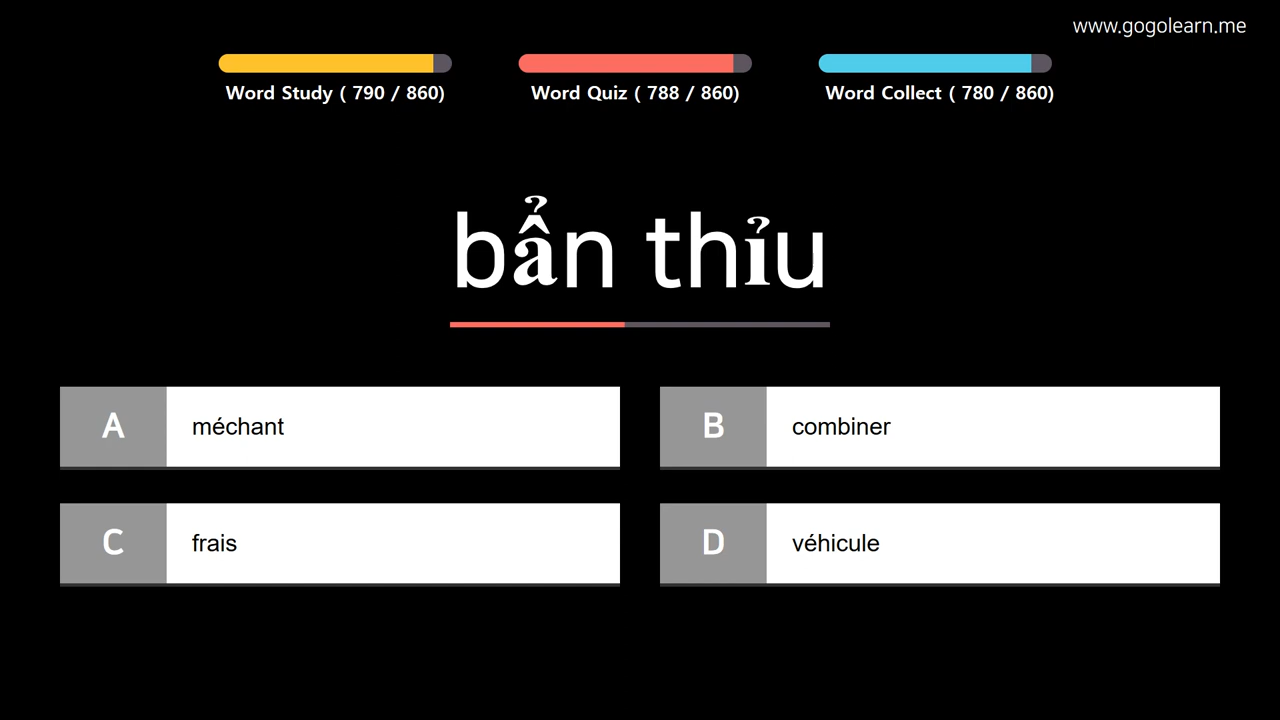 www.gogolearn.me
Word Study ( 790 / 860)
Word Quiz ( 788 / 860)
Word Collect ( 780 / 860)
bẩn thỉu
A méchant
B combiner
C frais
D véhicule